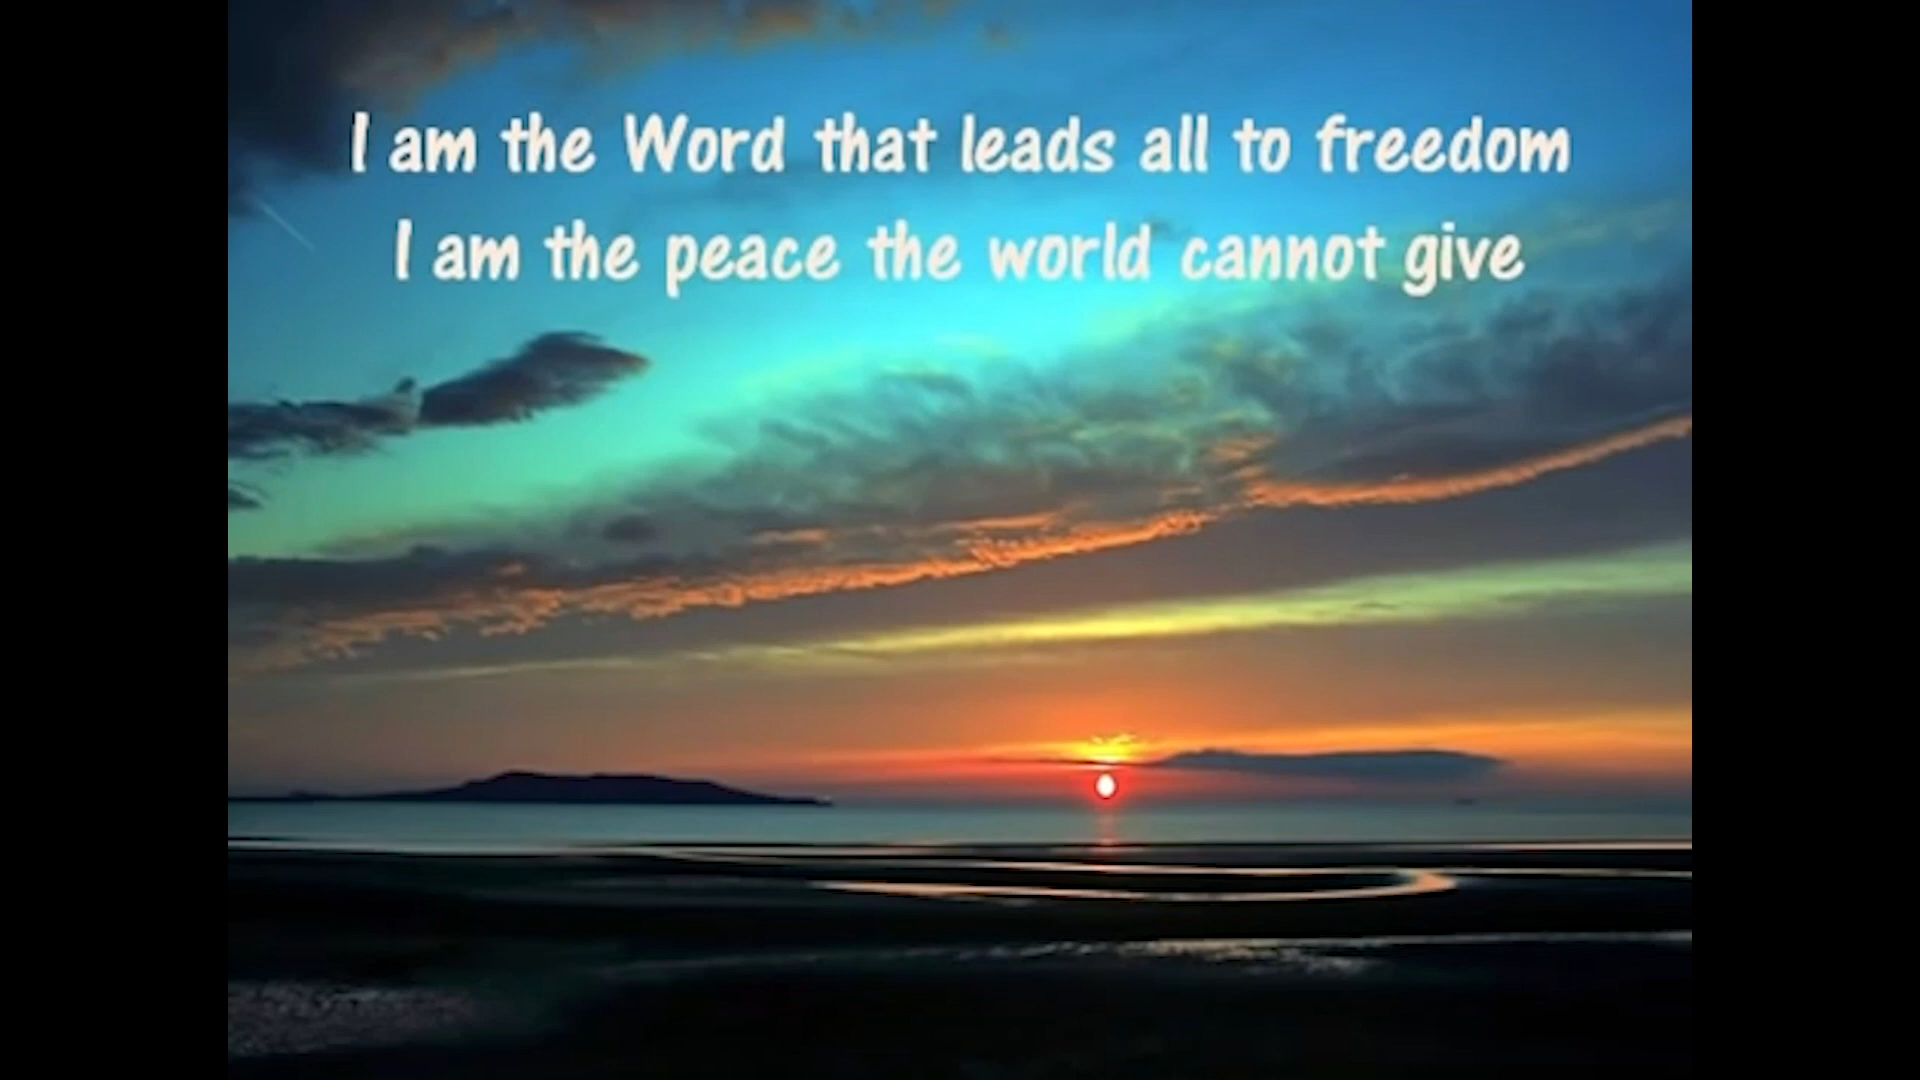 I am the Word that leads all to freedom
I am the peace the world cannot give